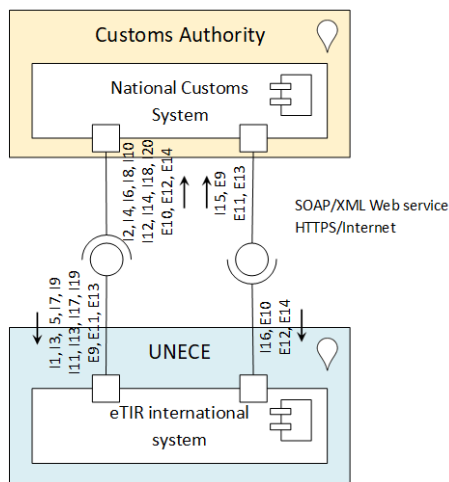 Customs Authority
National Customs
System
I2, I4, I6, I8, I10
I12, I14, I18, I20
E10, E12, E14
I15, E9
E11, E13
SOAP/XML Web service
HTTPS/Internet
I1, I3, 5, I7, I9
I11, I13, I17, I19
E9, E11, E13
I16, E10
E12, E14
UNECE
eTIR international
system